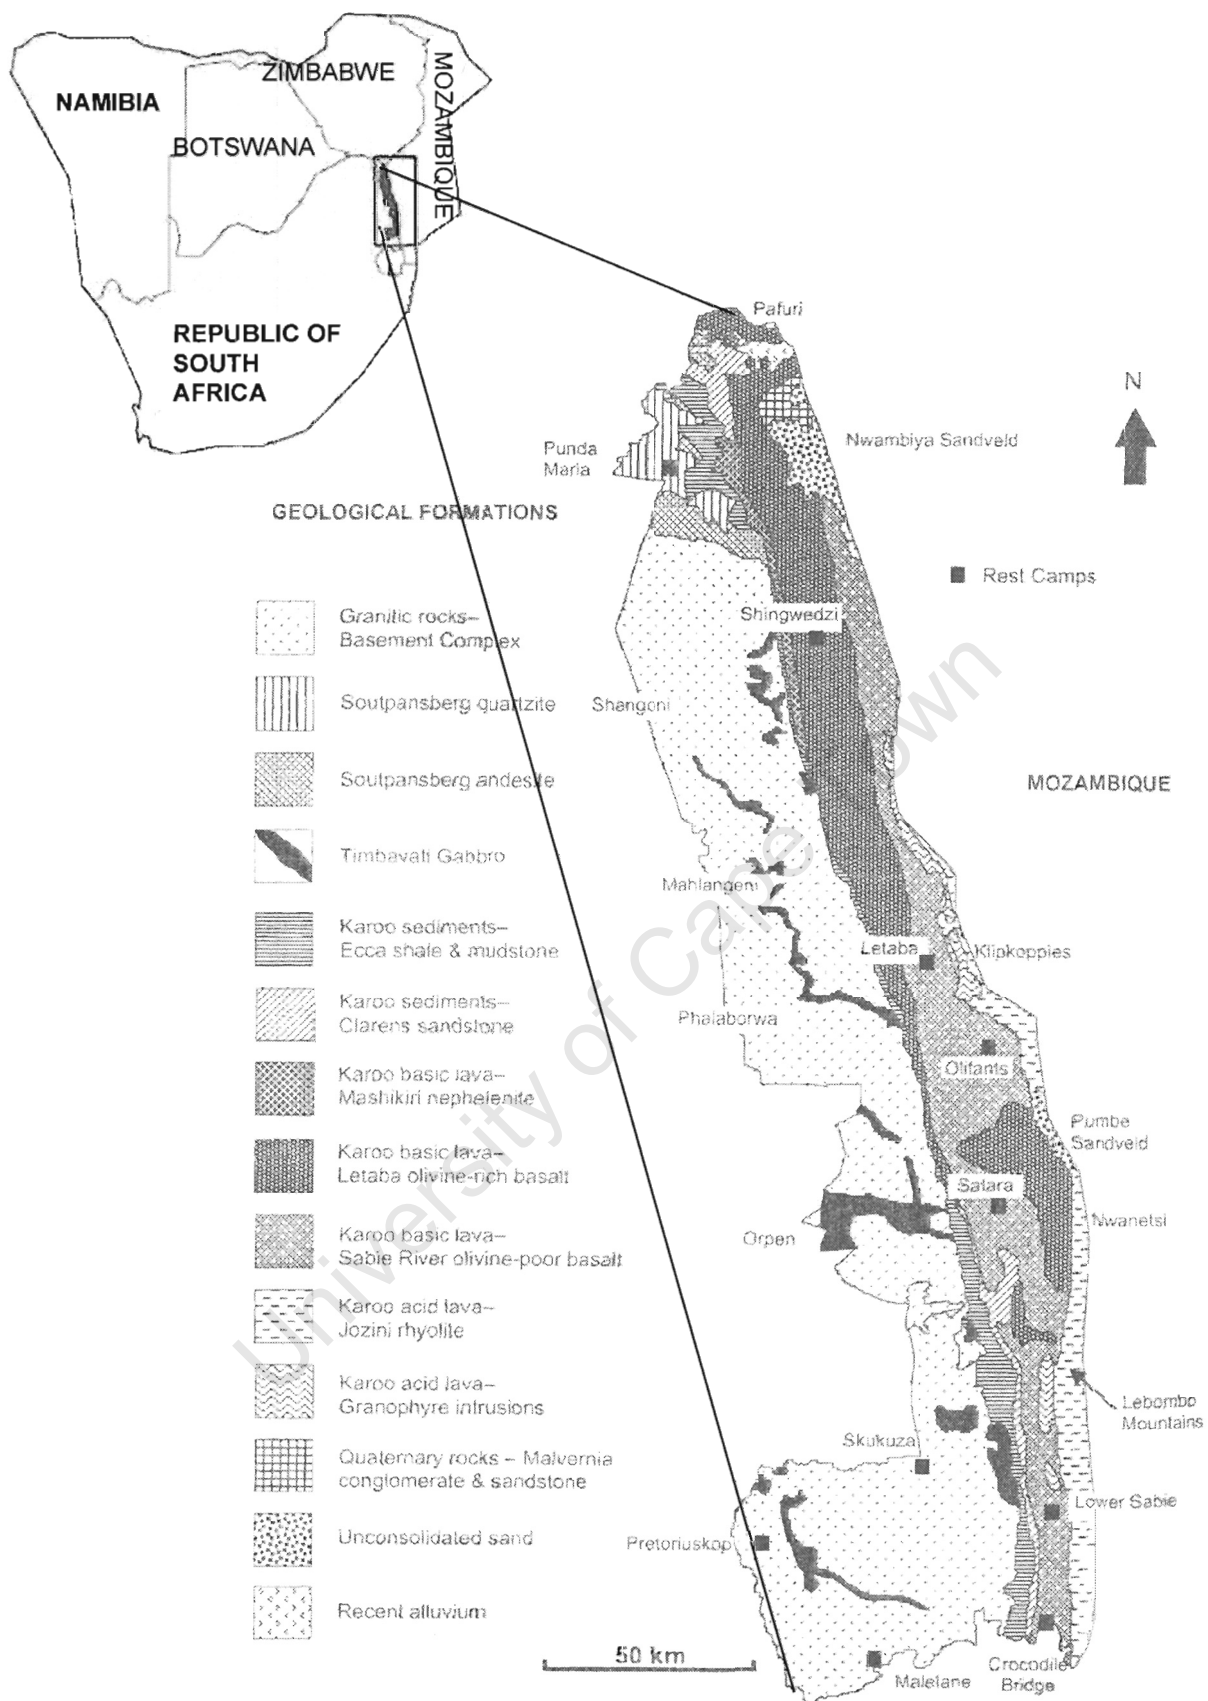 ZIMBABWE
MOZAMBIQUE
NAMIBIA
BOTSWANA
REPUBLIC OF
SOUTH
AFRICA
Pafuri
N
Nwambiya Sandveld
Punda
Maria
GEOLOGICAL FORMATIONS
Rest Camps
Granitic rocks–
Basement Complex
Shingwedzi
Soutpansberg quartzite
Shangoni
Soutpansberg andesite
MOZAMBIQUE
Timbavati Gabbro
Mahlangeni
Karoo sediments–
Ecca shale & mudstone
Letaba
Klipkoppies
Karoo sediments–
Clarens sandstone
Phalaborwa
Olifants
Karoo basic lava–
Mashikiri nephelenite
Pumbe
Sandveld
Karoo basic lava–
Letaba olivine-rich basalt
Satara
Nwanetsi
Orpen
Karoo basic lava–
Sabie River olivine-poor basalt
Karoo acid lava–
Jozini rhyolite
Karoo acid lava–
Granophyre intrusions
Lebombo
Mountains
Skukuza
Quaternary rocks – Malvernia
conglomerate & sandstone
Lower Sabie
Unconsolidated sand
Pretoriuskop
Recent alluvium
50 km
Malelane
Crocodile
Bridge
University of Cape Town